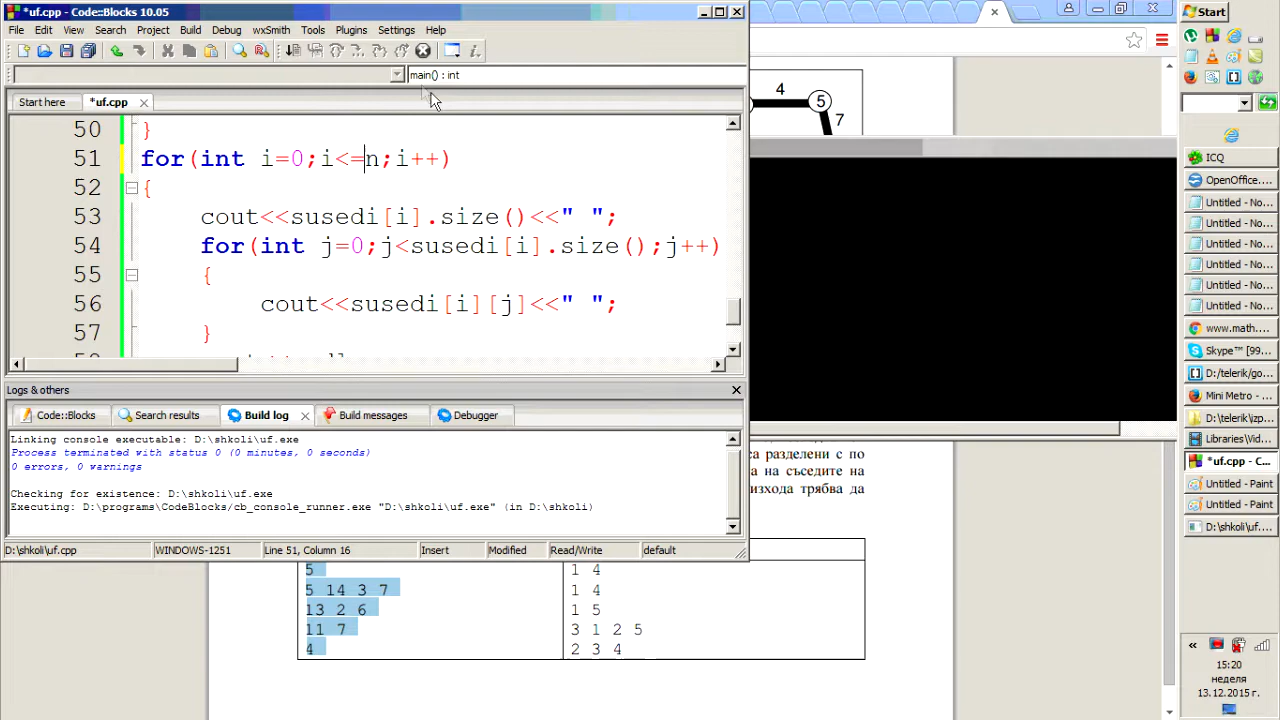 *uf.cpp - Code::Blocks 10.05
File Edit View Search Project Build Debug wxSmith Tools Plugins Settings Help
main() : int
Start here *uf.cpp
50 }
51 for(int i=0;i<=n;i++)
52 {
53 cout<<susedi[i].size()<<" ";
54 for(int j=0;j<susedi[i].size();j++)
55 {
56 cout<<susedi[i][j]<<" ";
57 }
Logs & others
Code::Blocks Search results Build log Build messages Debugger
Linking console executable: D:\shkoli\uf.exe
Process terminated with status 0 (0 minutes, 0 seconds)
0 errors, 0 warnings
Checking for existence: D:\shkoli\uf.exe
Executing: D:\programs\CodeBlocks/cb_console_runner.exe "D:\shkoli\uf.exe" (in D:\shkoli)
D:\shkoli\uf.cpp WINDOWS-1251 Line 51, Column 16 Insert Modified Read/Write default
4 5
7
са разделени с по
а на съседите на
изхода трябва да
5 1 4
5 14 3 7 1 4
13 2 6 1 5
11 7 3 1 2 5
4 2 3 4
Start
ICQ
OpenOffice....
Untitled - No...
Untitled - No...
Untitled - No...
Untitled - No...
Untitled - No...
Untitled - No...
www.math....
Skype™ [99...
D:/telerik/go...
Mini Metro - ...
D:\telerik\izp...
Libraries\Vid...
*uf.cpp - C...
Untitled - Paint
Untitled - Paint
D:\shkoli\uf....
15:20
неделя
13.12.2015 г.